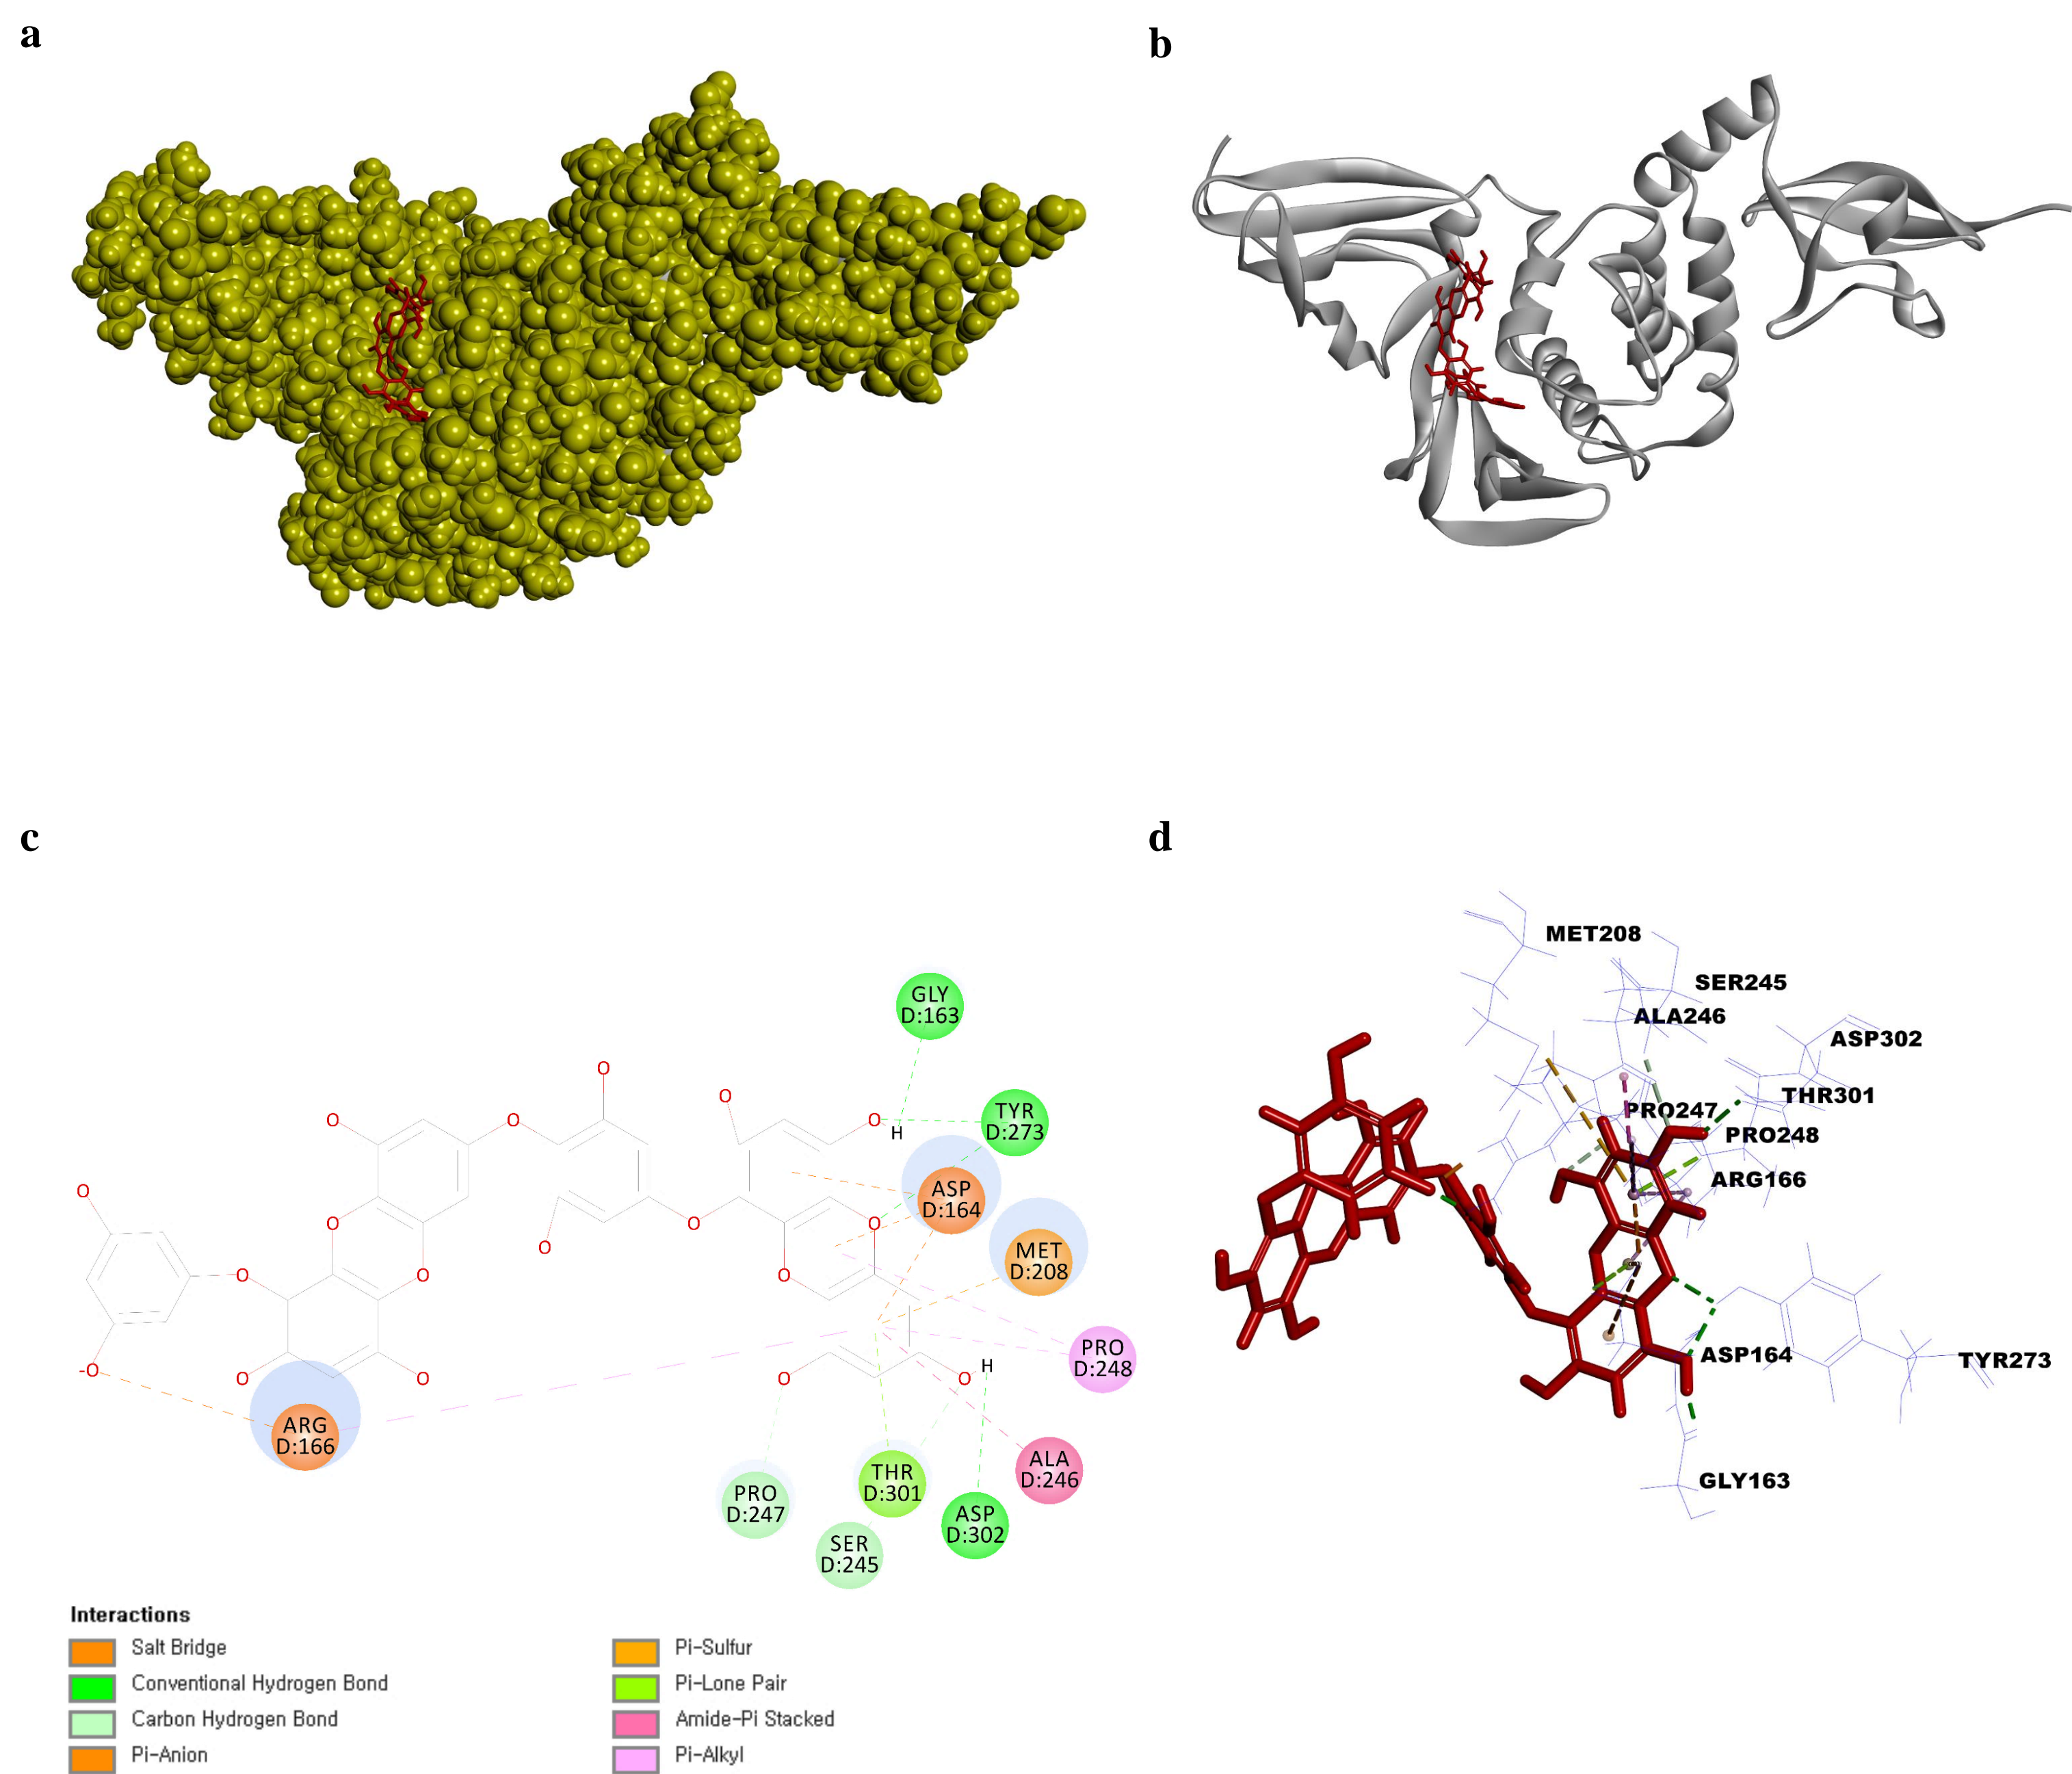 a
b
c
d
GLY
D:163
TYR
D:273
ASP
D:164
MET
D:208
PRO
D:248
ARG
D:166
PRO
D:247
THR
D:301
SER
D:245
ASP
D:302
ALA
D:246
O
O
O
O
O
H
O
O
O
O
O
O
O
O
O
-O
O
O
O
O
H
Interactions
Salt Bridge
Conventional Hydrogen Bond
Carbon Hydrogen Bond
Pi-Anion
Pi-Sulfur
Pi-Lone Pair
Amide-Pi Stacked
Pi-Alkyl
MET208
SER245
ALA246
ASP302
THR301
PRO247
PRO248
ARG166
ASP164
TYR273
GLY163